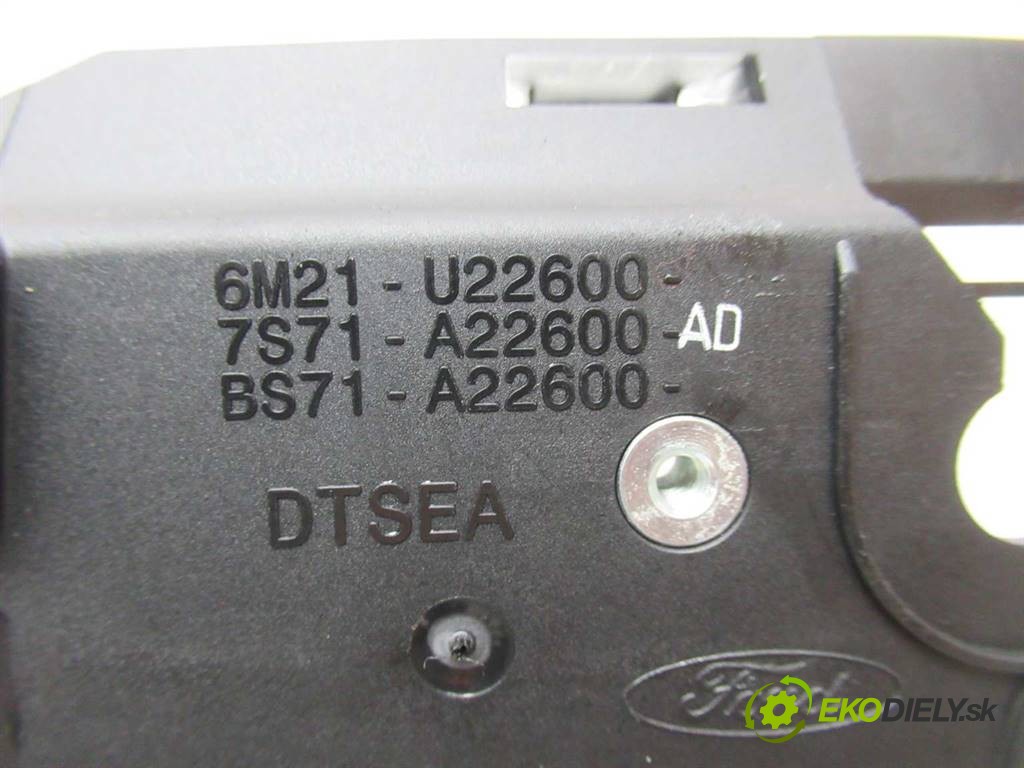 6M21 - U22600 -
7S71 - A22600 - AD
BS71 - A22600 -
DTSEA
Ford
EKODIELY.sk